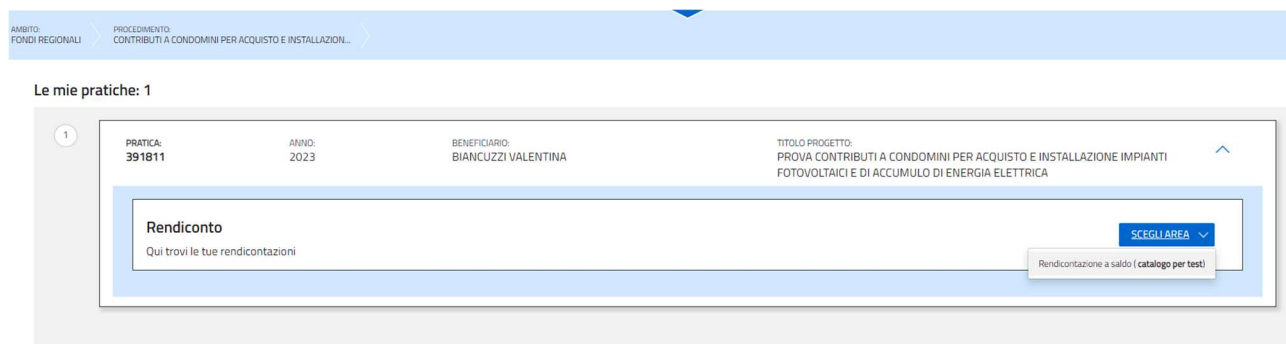 AMBITO:
FONDI REGIONALI
PROCEDIMENTO:
CONTRIBUTI A CONDOMINI PER ACQUISTO E INSTALLAZION...
Le mie pratiche: 1
1
PRATICA:
391811
ANNO:
2023
BENEFICIARIO:
BIANCUZZI VALENTINA
TITOLO PROGETTO:
PROVA CONTRIBUTI A CONDOMINI PER ACQUISTO E INSTALLAZIONE IMPIANTI
FOTOVOLTAICI E DI ACCUMULO DI ENERGIA ELETTRICA
Rendiconto
Qui trovi le tue rendicontazioni
SCEGLI AREA
Rendicontazione a saldo ( catalogo per test)